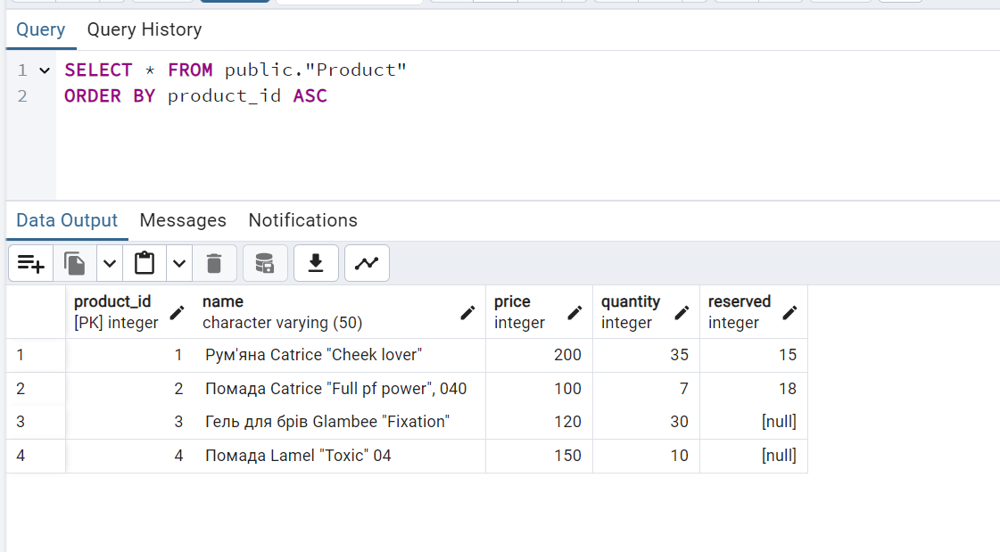 Query Query History
1 SELECT * FROM public."Product"
2 ORDER BY product_id ASC
Data Output Messages Notifications
product_id name price quantity reserved
[PK] integer character varying (50) integer integer integer
1 1 Рум'яна Catrice "Cheek lover" 200 35 15
2 2 Помада Catrice "Full pf power", 040 100 7 18
3 3 Гель для брів Glambee "Fixation" 120 30 [null]
4 4 Помада Lamel "Toxic" 04 150 10 [null]